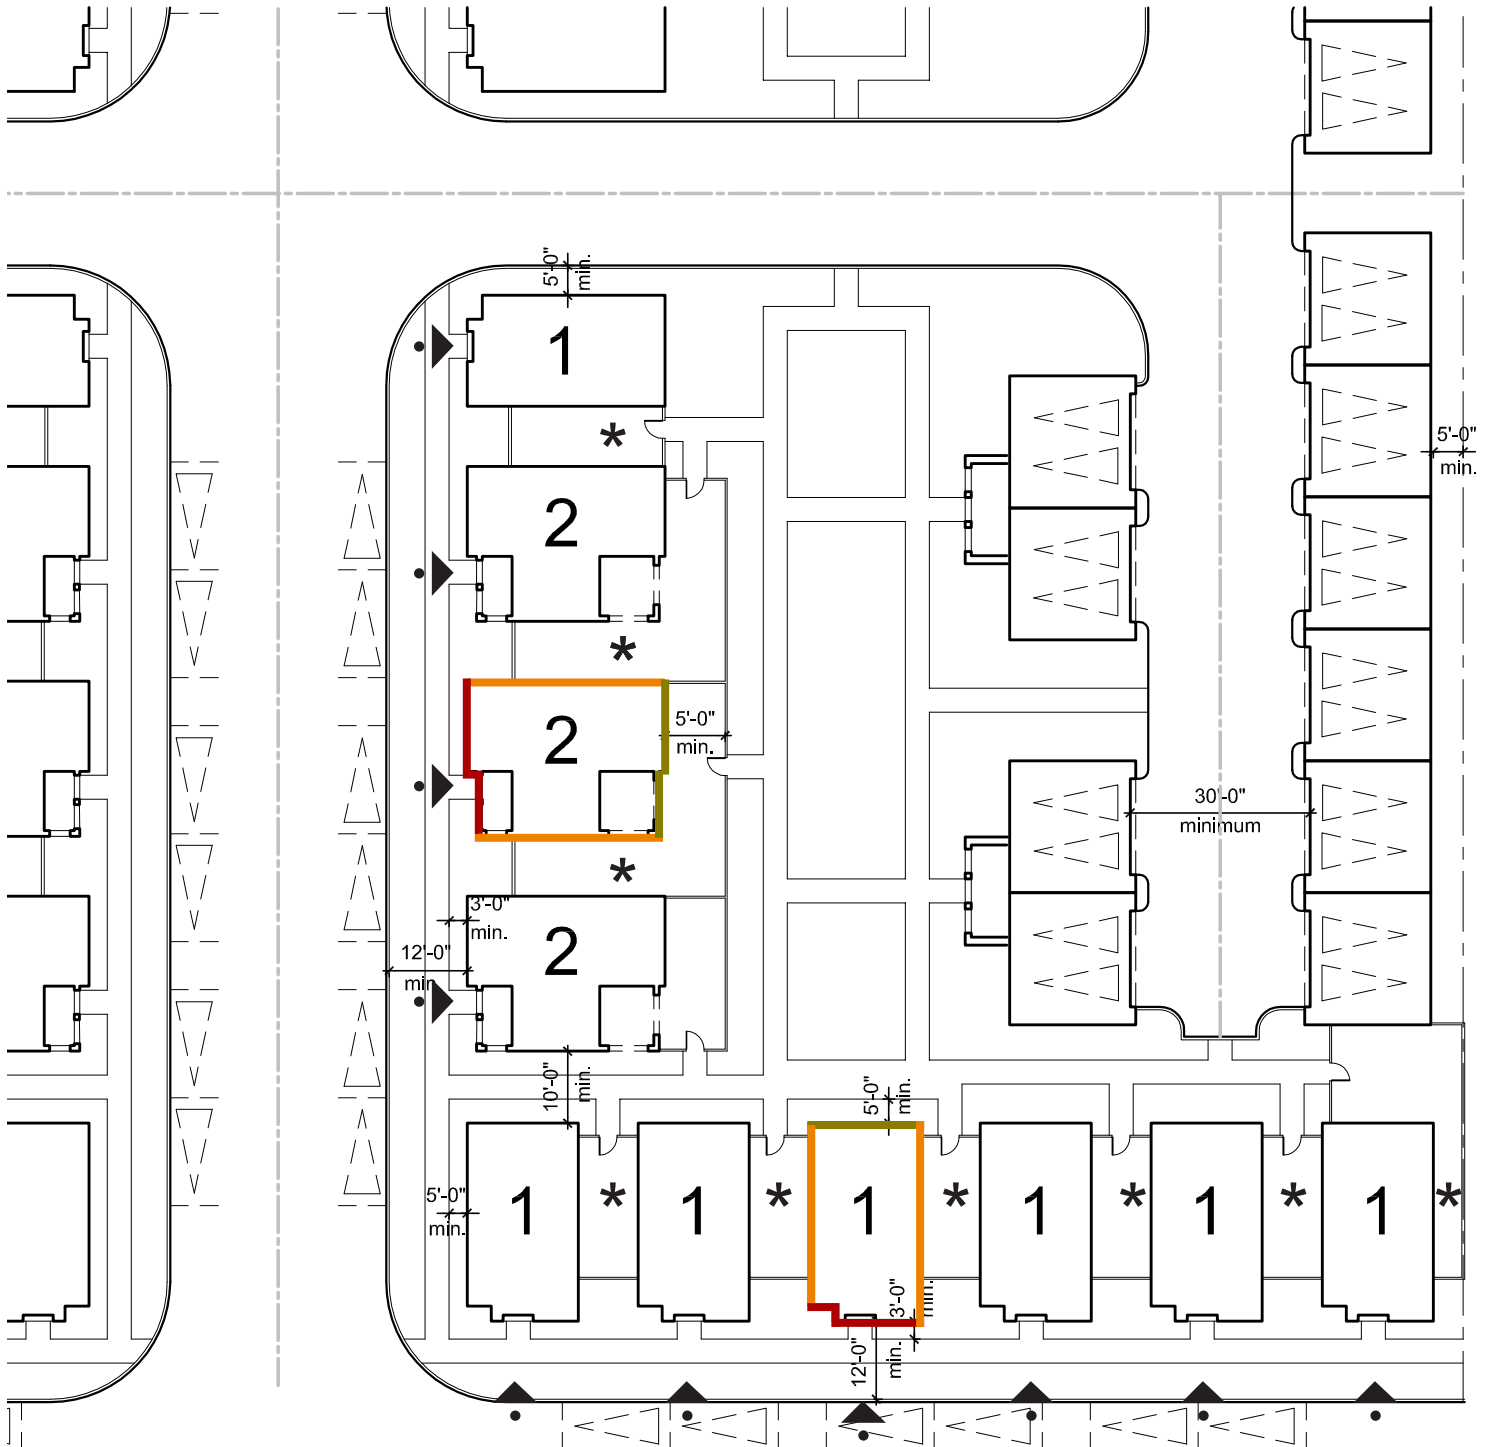 5'-0"
min.
1
*
5'-0"
min.
2
*
2
5'-0"
min.
30'-0"
minimum
*
3'-0"
min.
2
12'-0"
min.
10'-0"
min.
5'-0"
min.
5'-0"
min.
1
*
1
*
1
*
1
*
1
*
1
*
3'-0"
min.
12'-0"
min.